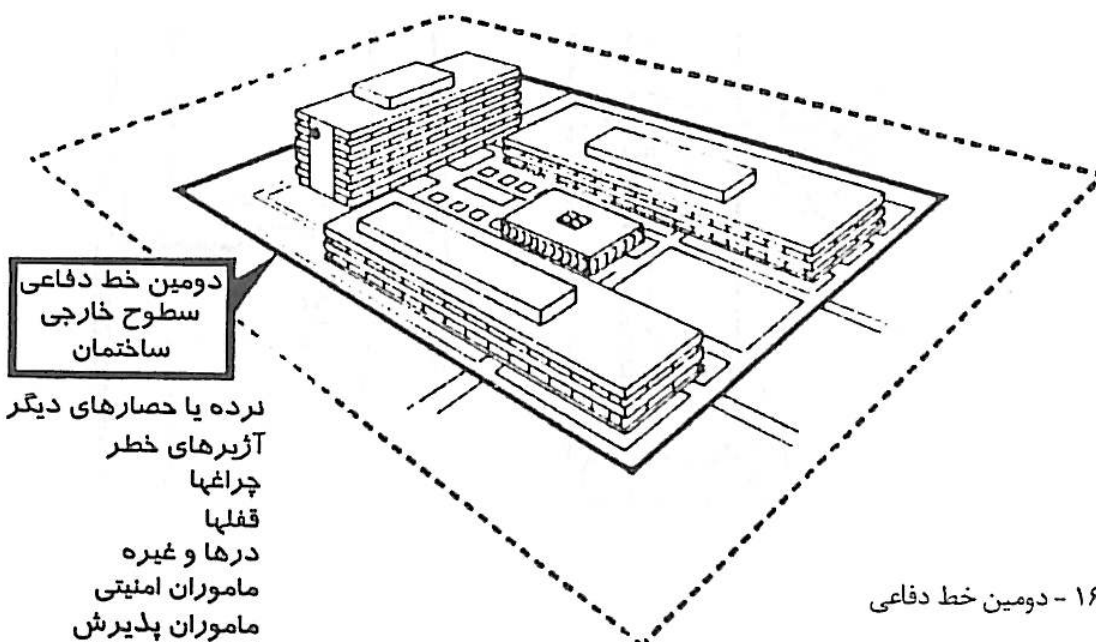 دومین خط دفاعی
سطوح خارجی
ساختمان
نرده یا حصارهای دیگر
آژیرهای خطر
چراغها
قفلها
درها و غیره
ماموران امنیتی
ماموران پذیرش
۱۶ - دومین خط دفاعی